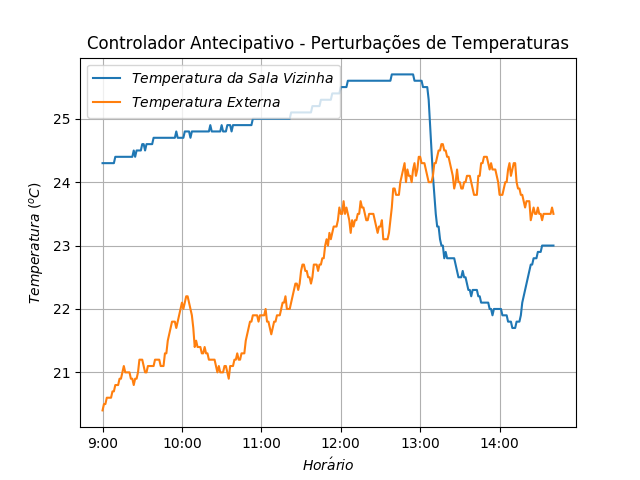 Controlador Antecipativo - Perturbações de Temperaturas
Temperatura da Sala Vizinha
Temperatura Externa
Temperatura (ºC)
25
24
23
22
21
9:00 10:00 11:00 12:00 13:00 14:00
Horário